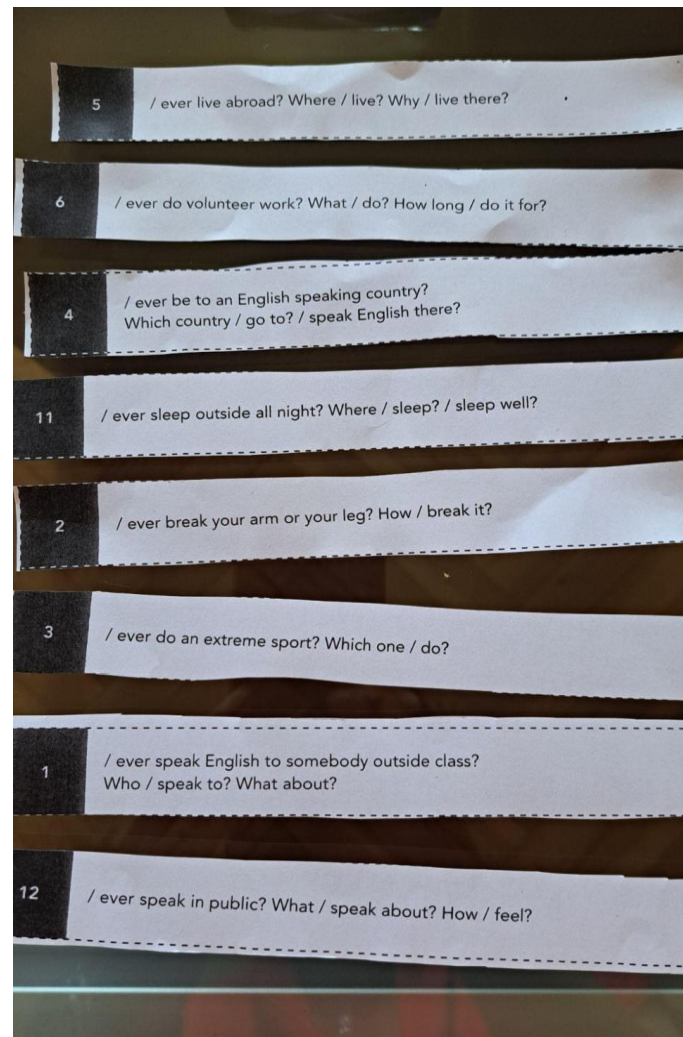 5 / ever live abroad? Where / live? Why / live there?
6 / ever do volunteer work? What / do? How long / do it for?
4 / ever be to an English speaking country?
Which country / go to? / speak English there?
11 / ever sleep outside all night? Where / sleep? / sleep well?
2 / ever break your arm or your leg? How / break it?
3 / ever do an extreme sport? Which one / do?
1 / ever speak English to somebody outside class?
Who / speak to? What about?
12 / ever speak in public? What / speak about? How / feel?